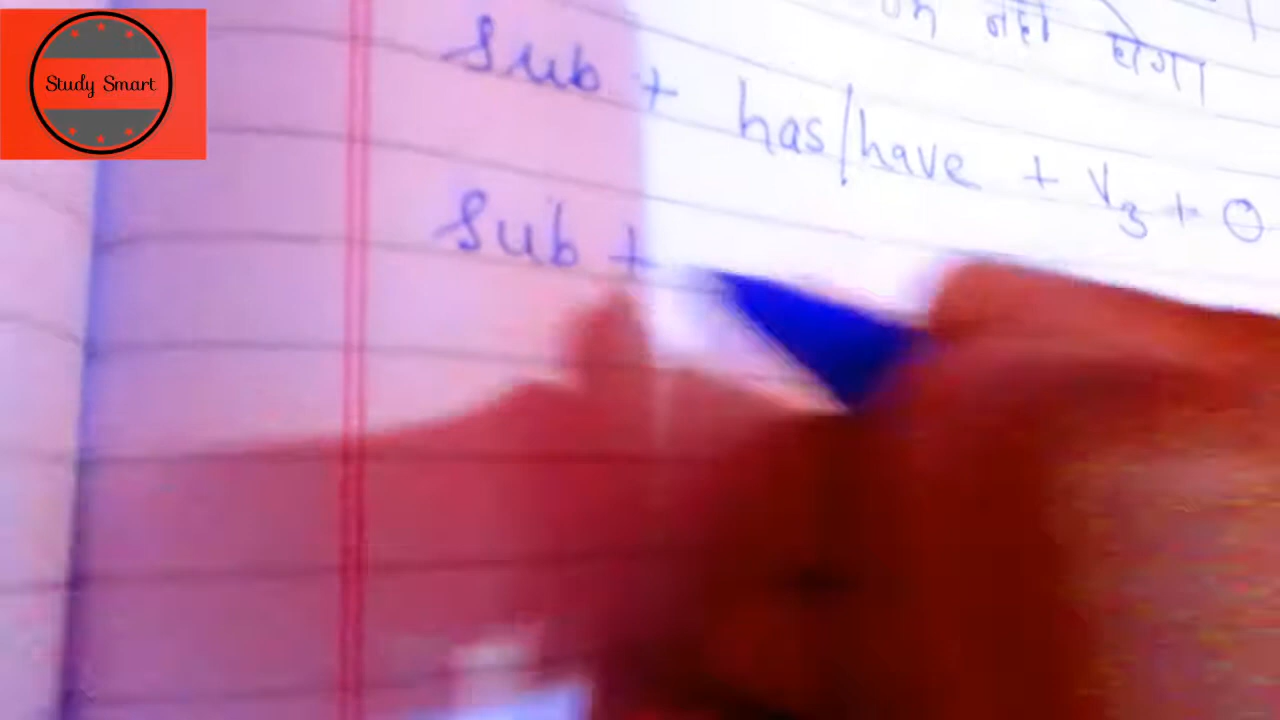 Study Smart
नहीं होगा।
Sub + has/have + V3 + O
Sub +